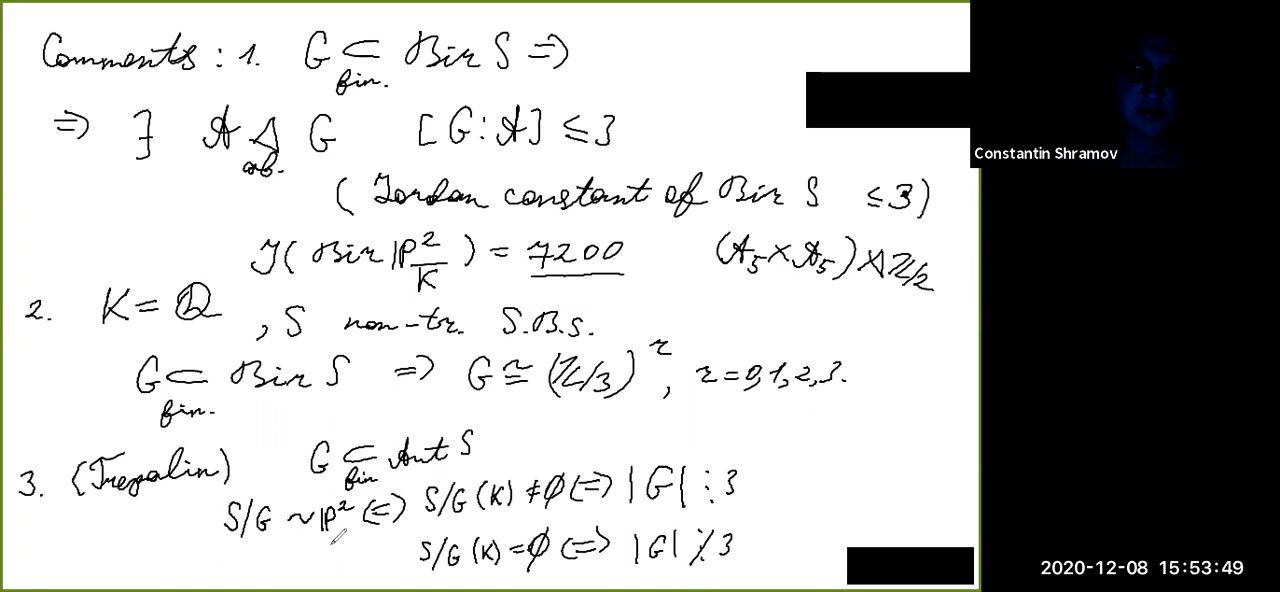 Comments : 1. G ⊂ Bir S ⇒
fin.
⇒ ∃ A ⊲ G [G : A] ≤ 3
ab.
( Jordan constant of Bir S ≤ 3 )
J( Bir ℙ²_K̄ ) = 7200 (A₅ × A₅) ⋊ ℤ/2
2. K = ℚ , S non-tr. S.B.s.
G ⊂ Bir S ⇒ G ≅ (ℤ/3)^r , r = 0,1,2,3.
fin.
3. (Trepalin) G ⊂ Aut S
fin
S/G ~ ℙ² ⇔ S/G (K) ≠ ∅ ⇔ |G| ⋮ 3
S/G (K) = ∅ ⇔ |G| ⋮̸ 3
Constantin Shramov
2020-12-08 15:53:49